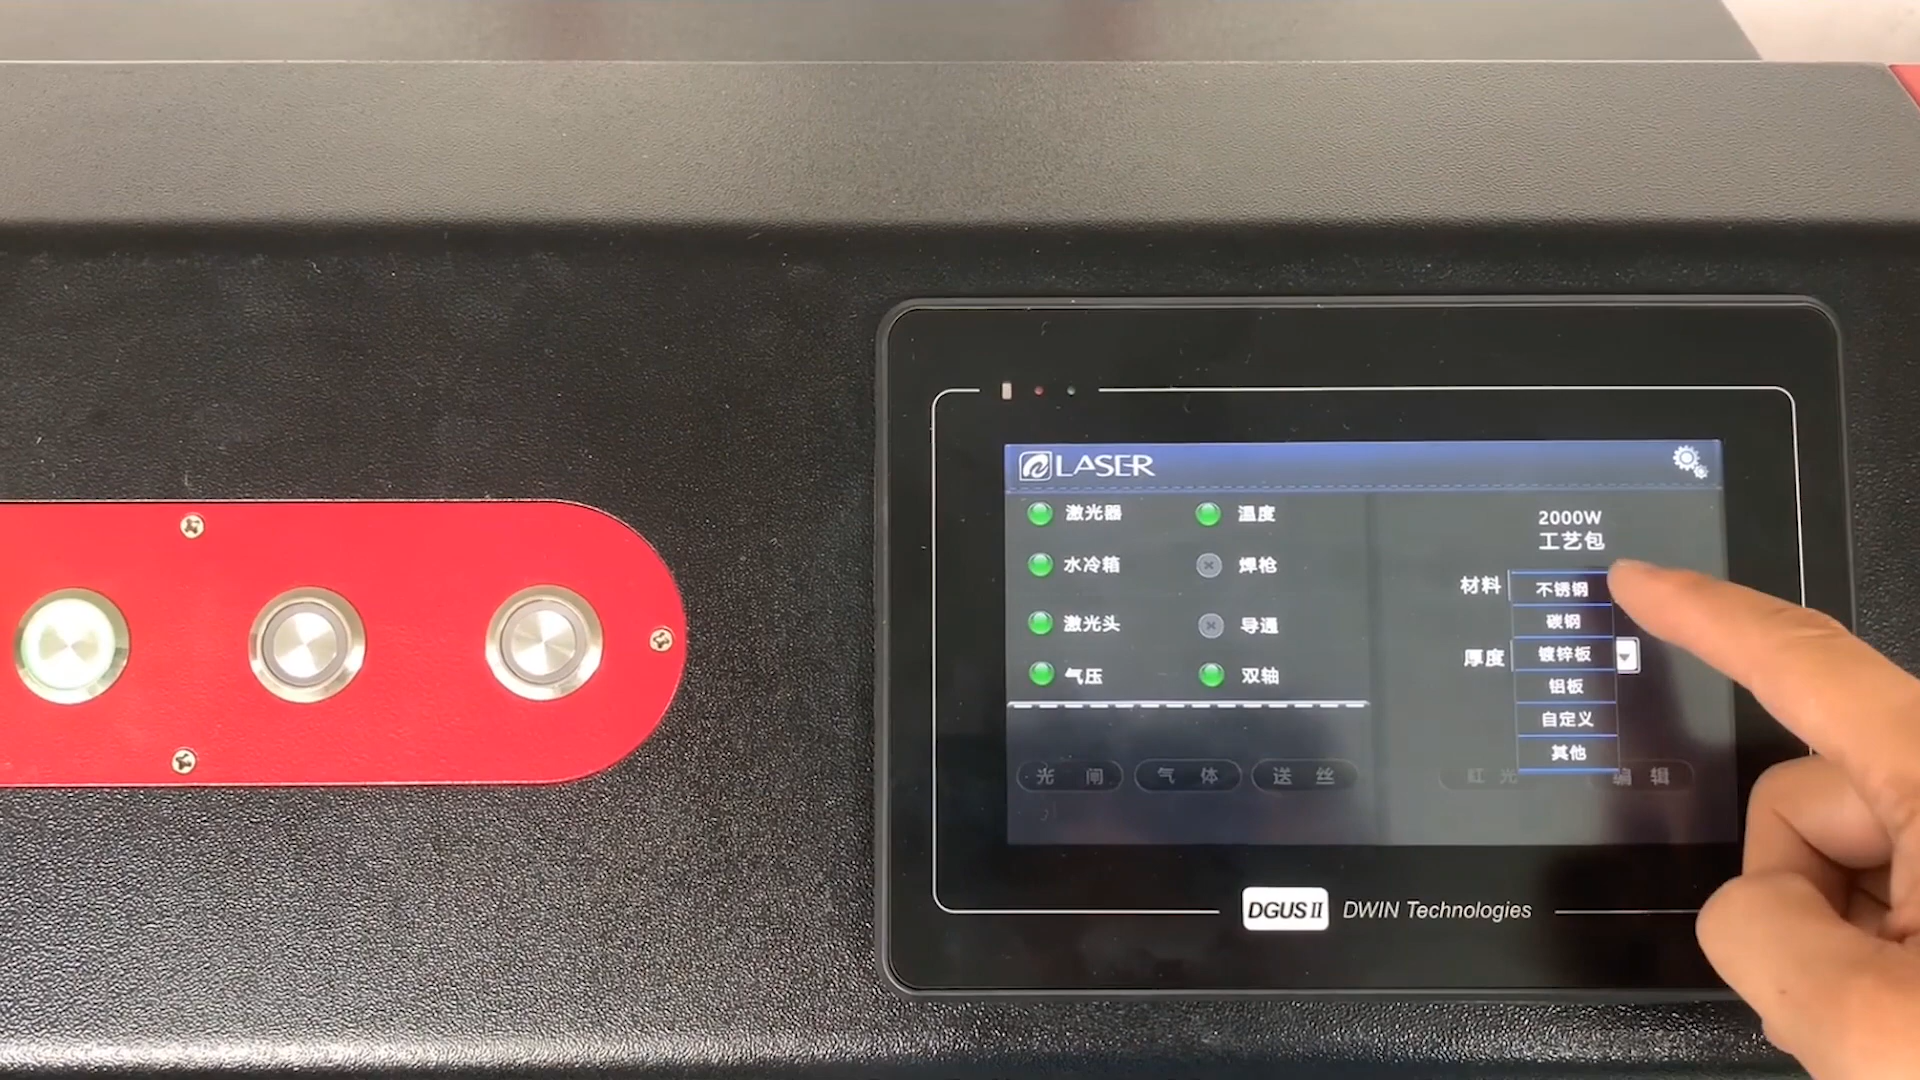 LASER
激光器 温度
水冷箱 焊枪
激光头 导通
气压 双轴
光闸 气体 送丝
2000W
工艺包
材料 不锈钢
碳钢
厚度 镀锌板
铝板
自定义
其他
红光 编辑
DGUS II DWIN Technologies